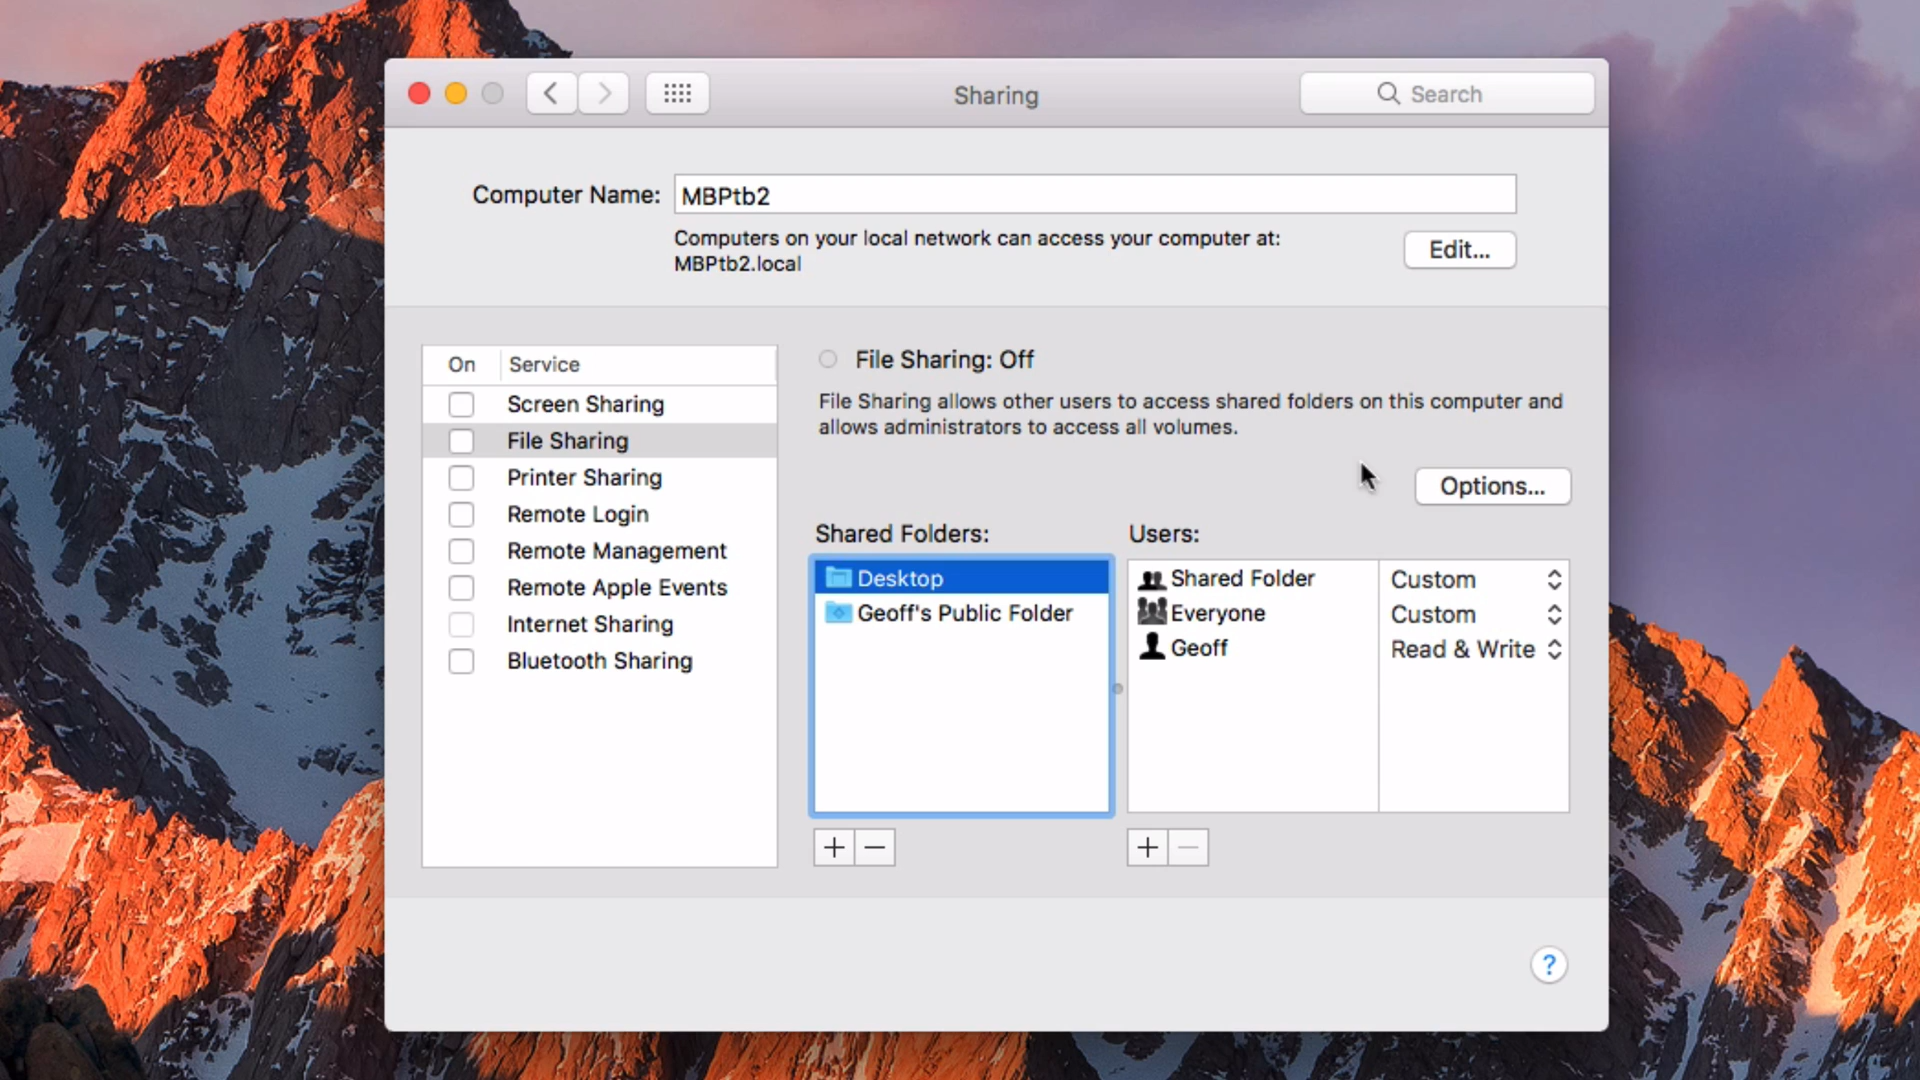 Sharing
Search
Computer Name:
MBPtb2
Computers on your local network can access your computer at:
MBPtb2.local
Edit...
On
Service
Screen Sharing
File Sharing
Printer Sharing
Remote Login
Remote Management
Remote Apple Events
Internet Sharing
Bluetooth Sharing
File Sharing: Off
File Sharing allows other users to access shared folders on this computer and
allows administrators to access all volumes.
Options...
Shared Folders:
Desktop
Geoff's Public Folder
Users:
Shared Folder Custom
Everyone Custom
Geoff Read & Write
+ −
+ −
?